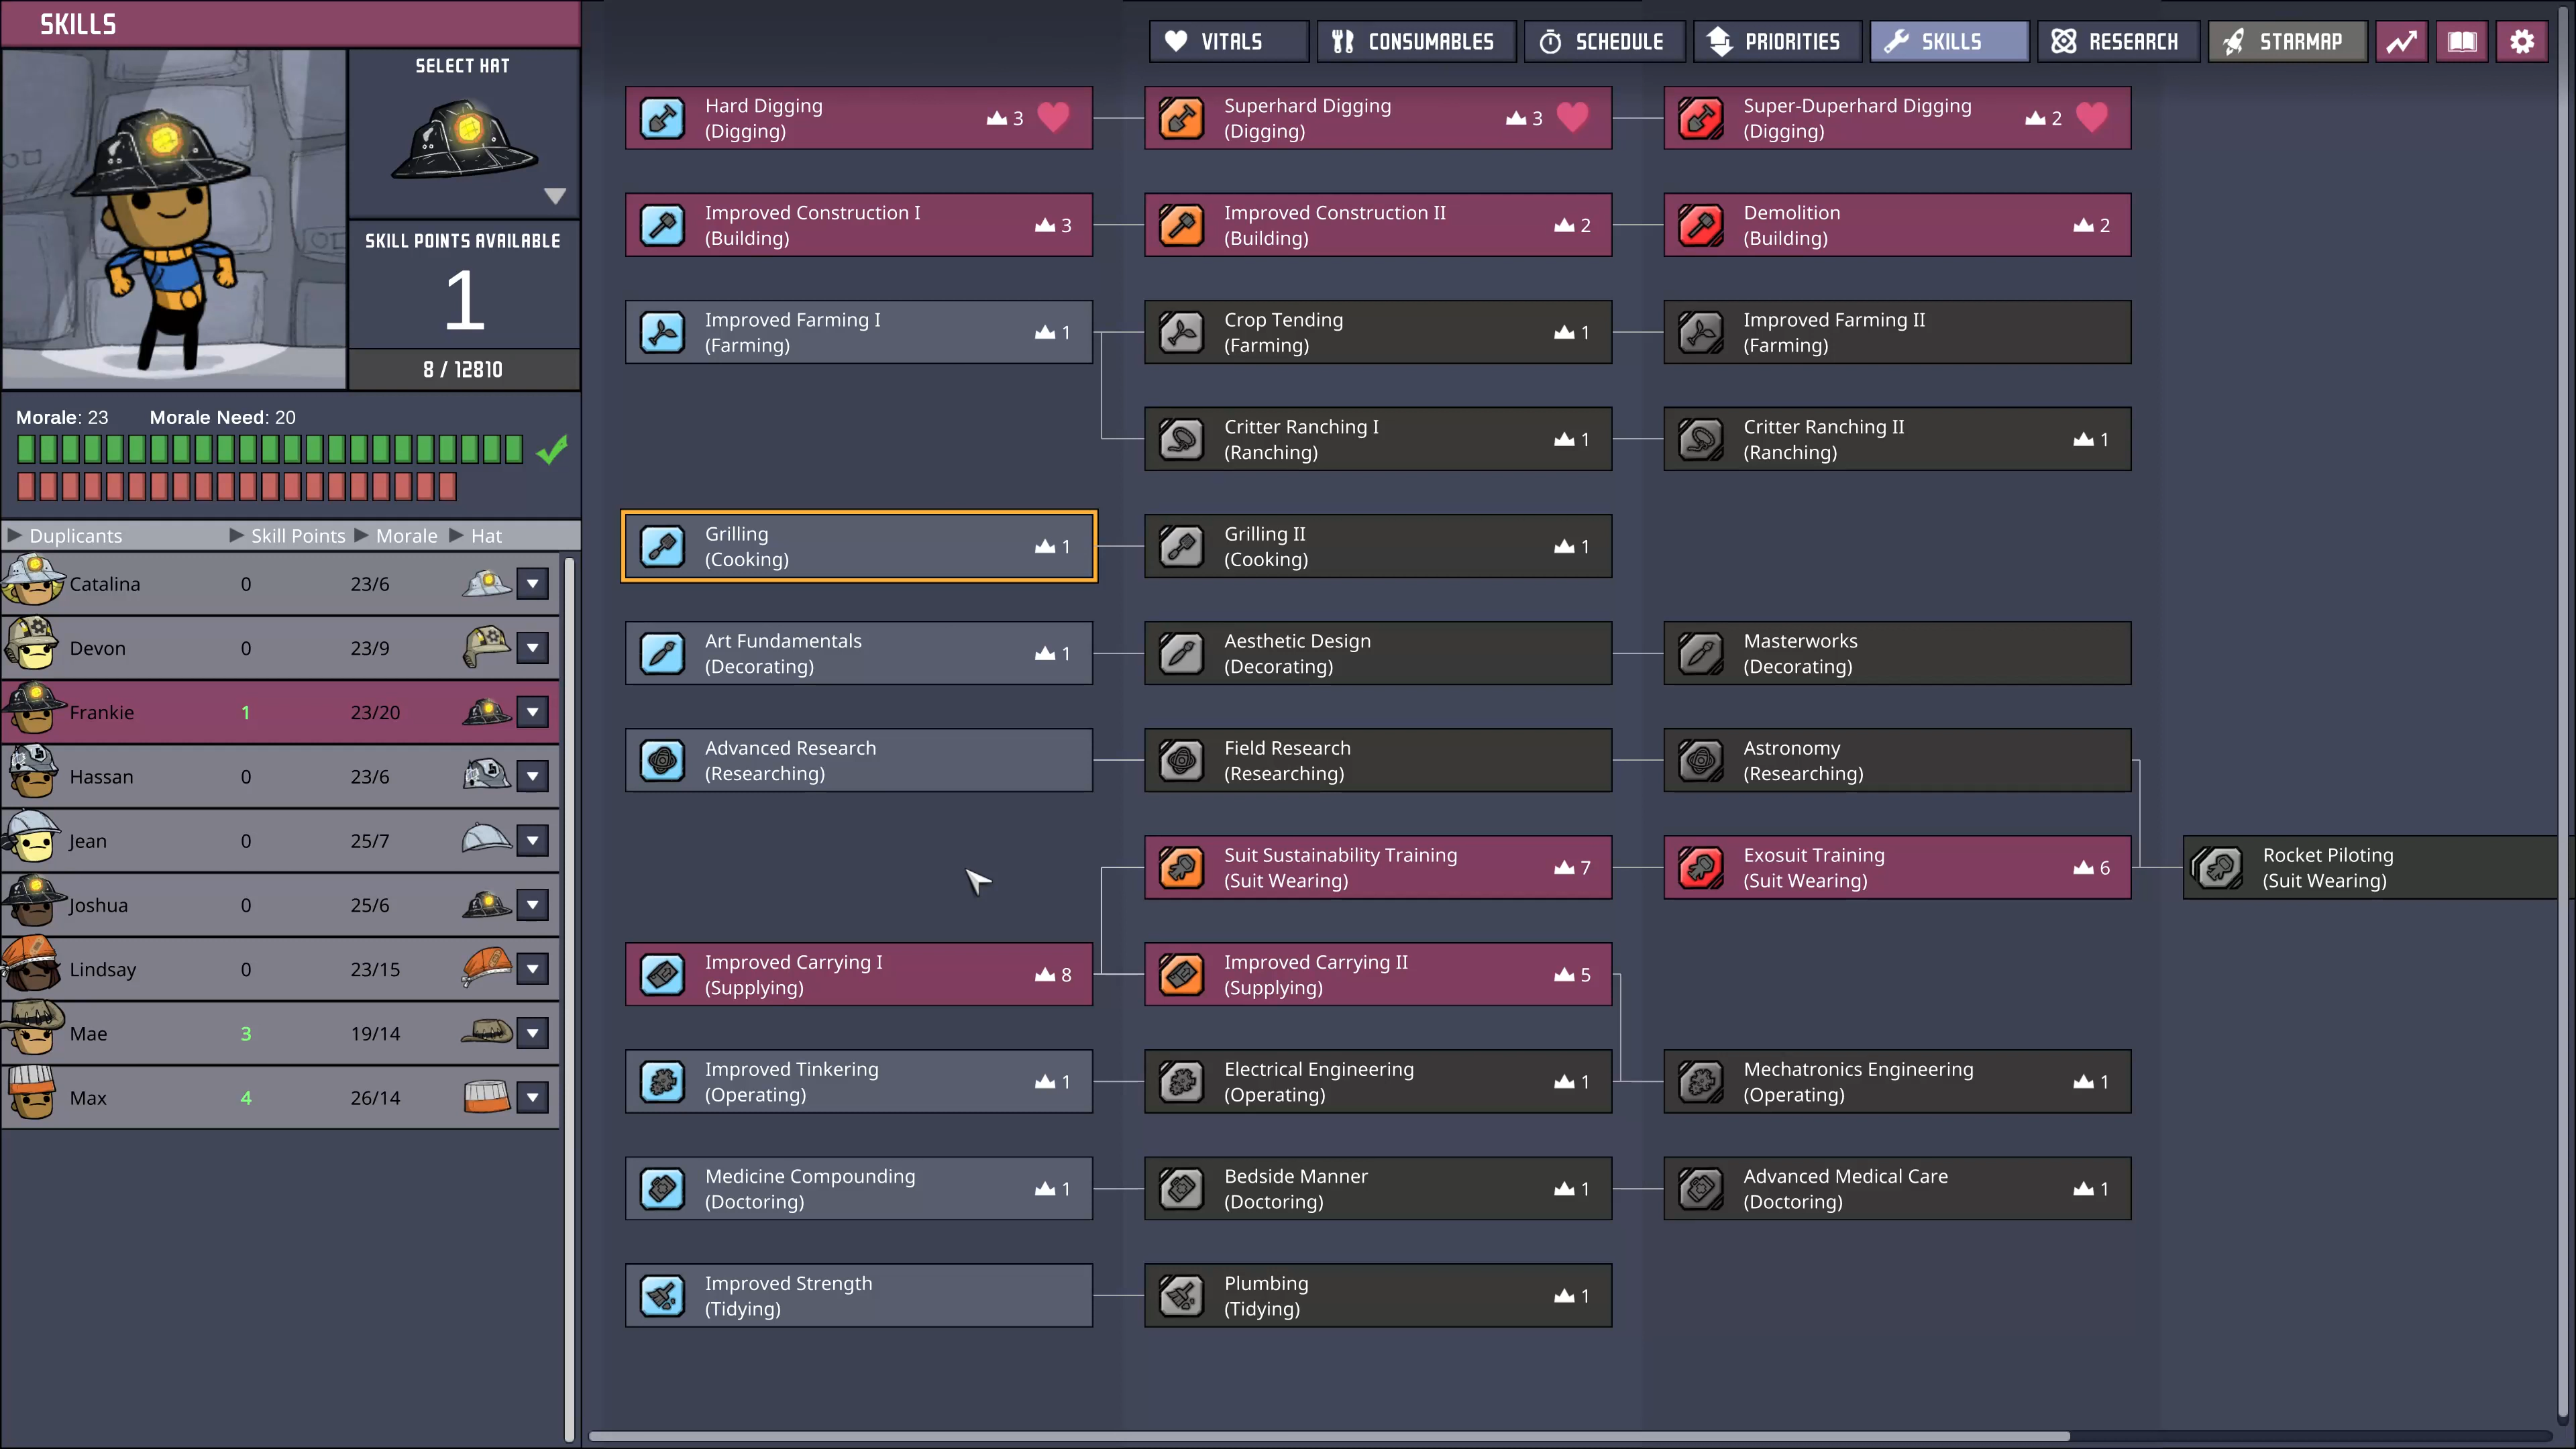 SKILLS
VITALS
CONSUMABLES
SCHEDULE
PRIORITIES
SKILLS
RESEARCH
STARMAP
SELECT HAT
SKILL POINTS AVAILABLE
1
8 / 12810
Morale: 23 Morale Need: 20
Duplicants Skill Points Morale Hat
Catalina 0 23/6
Devon 0 23/9
Frankie 1 23/20
Hassan 0 23/6
Jean 0 25/7
Joshua 0 25/6
Lindsay 0 23/15
Mae 3 19/14
Max 4 26/14
Hard Digging
(Digging)
3
Superhard Digging
(Digging)
3
Super-Duperhard Digging
(Digging)
2
Improved Construction I
(Building)
3
Improved Construction II
(Building)
2
Demolition
(Building)
2
Improved Farming I
(Farming)
1
Crop Tending
(Farming)
1
Improved Farming II
(Farming)
Critter Ranching I
(Ranching)
1
Critter Ranching II
(Ranching)
1
Grilling
(Cooking)
1
Grilling II
(Cooking)
1
Art Fundamentals
(Decorating)
1
Aesthetic Design
(Decorating)
Masterworks
(Decorating)
Advanced Research
(Researching)
Field Research
(Researching)
Astronomy
(Researching)
Suit Sustainability Training
(Suit Wearing)
7
Exosuit Training
(Suit Wearing)
6
Rocket Piloting
(Suit Wearing)
Improved Carrying I
(Supplying)
8
Improved Carrying II
(Supplying)
5
Improved Tinkering
(Operating)
1
Electrical Engineering
(Operating)
1
Mechatronics Engineering
(Operating)
1
Medicine Compounding
(Doctoring)
1
Bedside Manner
(Doctoring)
1
Advanced Medical Care
(Doctoring)
1
Improved Strength
(Tidying)
Plumbing
(Tidying)
1